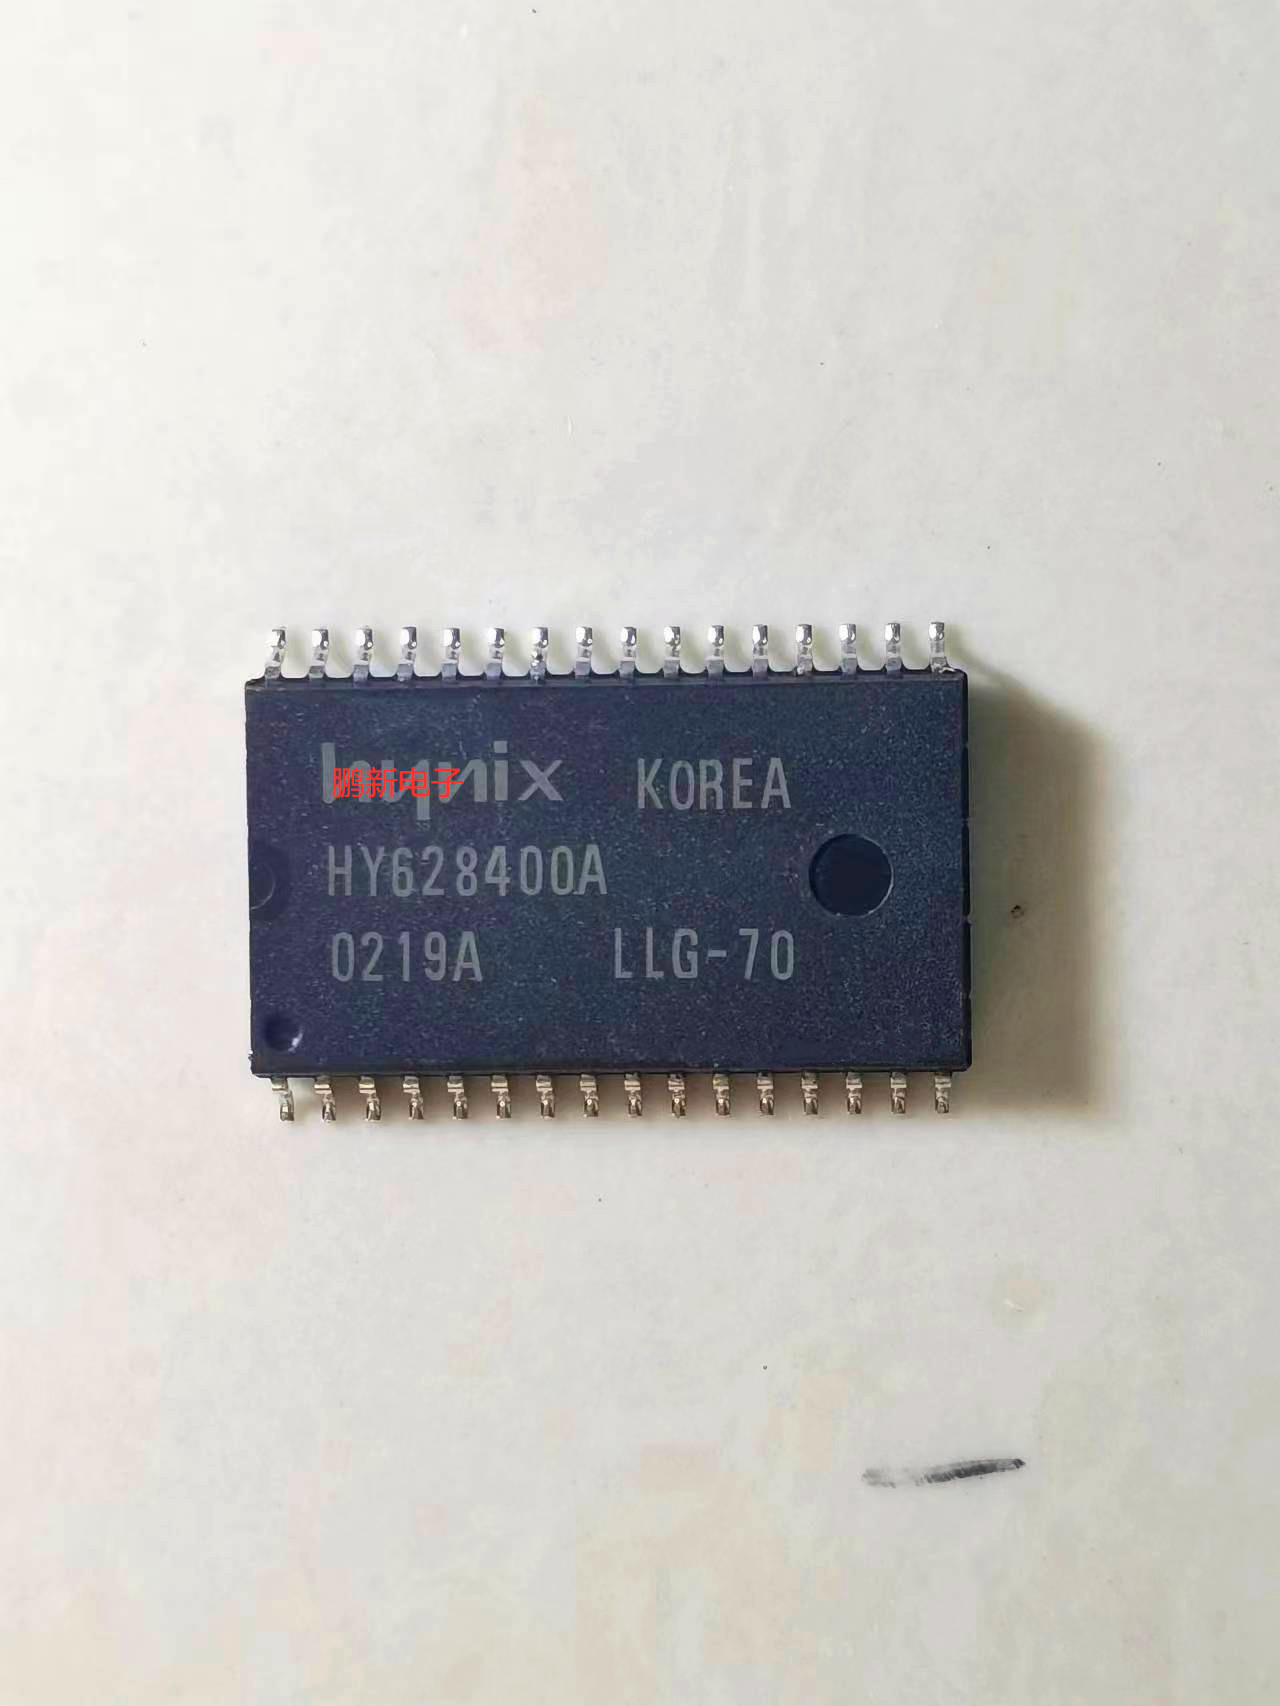 hynix KOREA
鹏新电子
HY628400A
0219A LLG-70